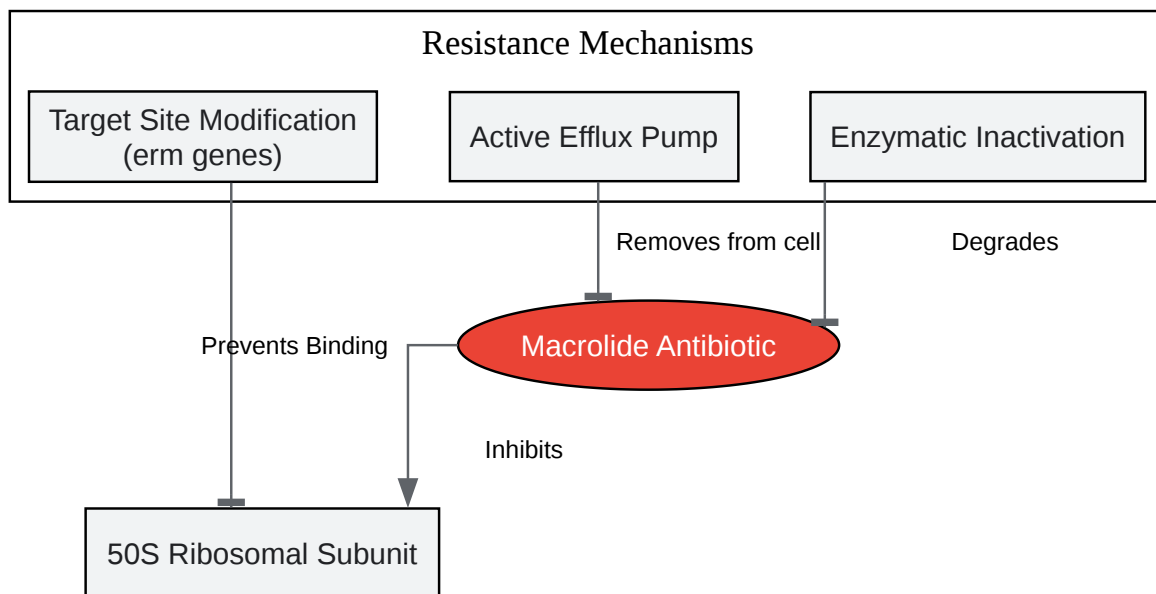 Resistance Mechanisms
Target Site Modification
(erm genes)
Active Efflux Pump
Enzymatic Inactivation
Removes from cell
Degrades
Prevents Binding
Macrolide Antibiotic
Inhibits
50S Ribosomal Subunit